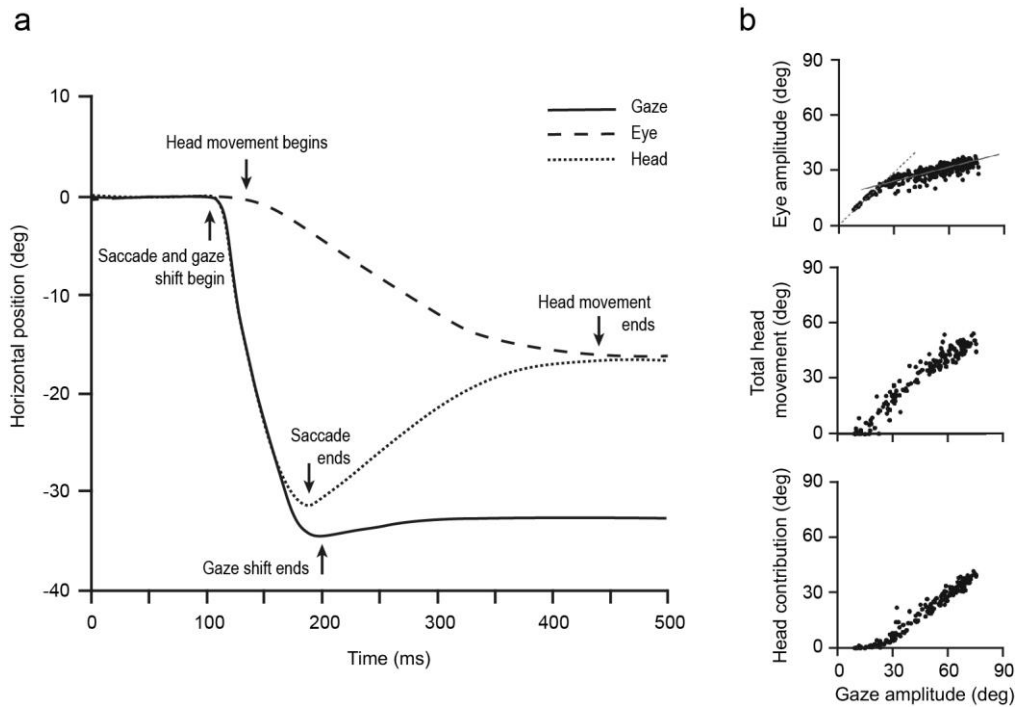 a
10
0
-10
-20
-30
-40
Horizontal position (deg)
0
100
200
300
400
500
Time (ms)
Gaze
Eye
Head
Head movement begins
Saccade and gaze
shift begin
Head movement
ends
Saccade
ends
Gaze shift ends
b
90
60
30
0
Eye amplitude (deg)
90
60
30
0
Total head
movement (deg)
90
60
30
0
Head contribution (deg)
0
30
60
90
Gaze amplitude (deg)